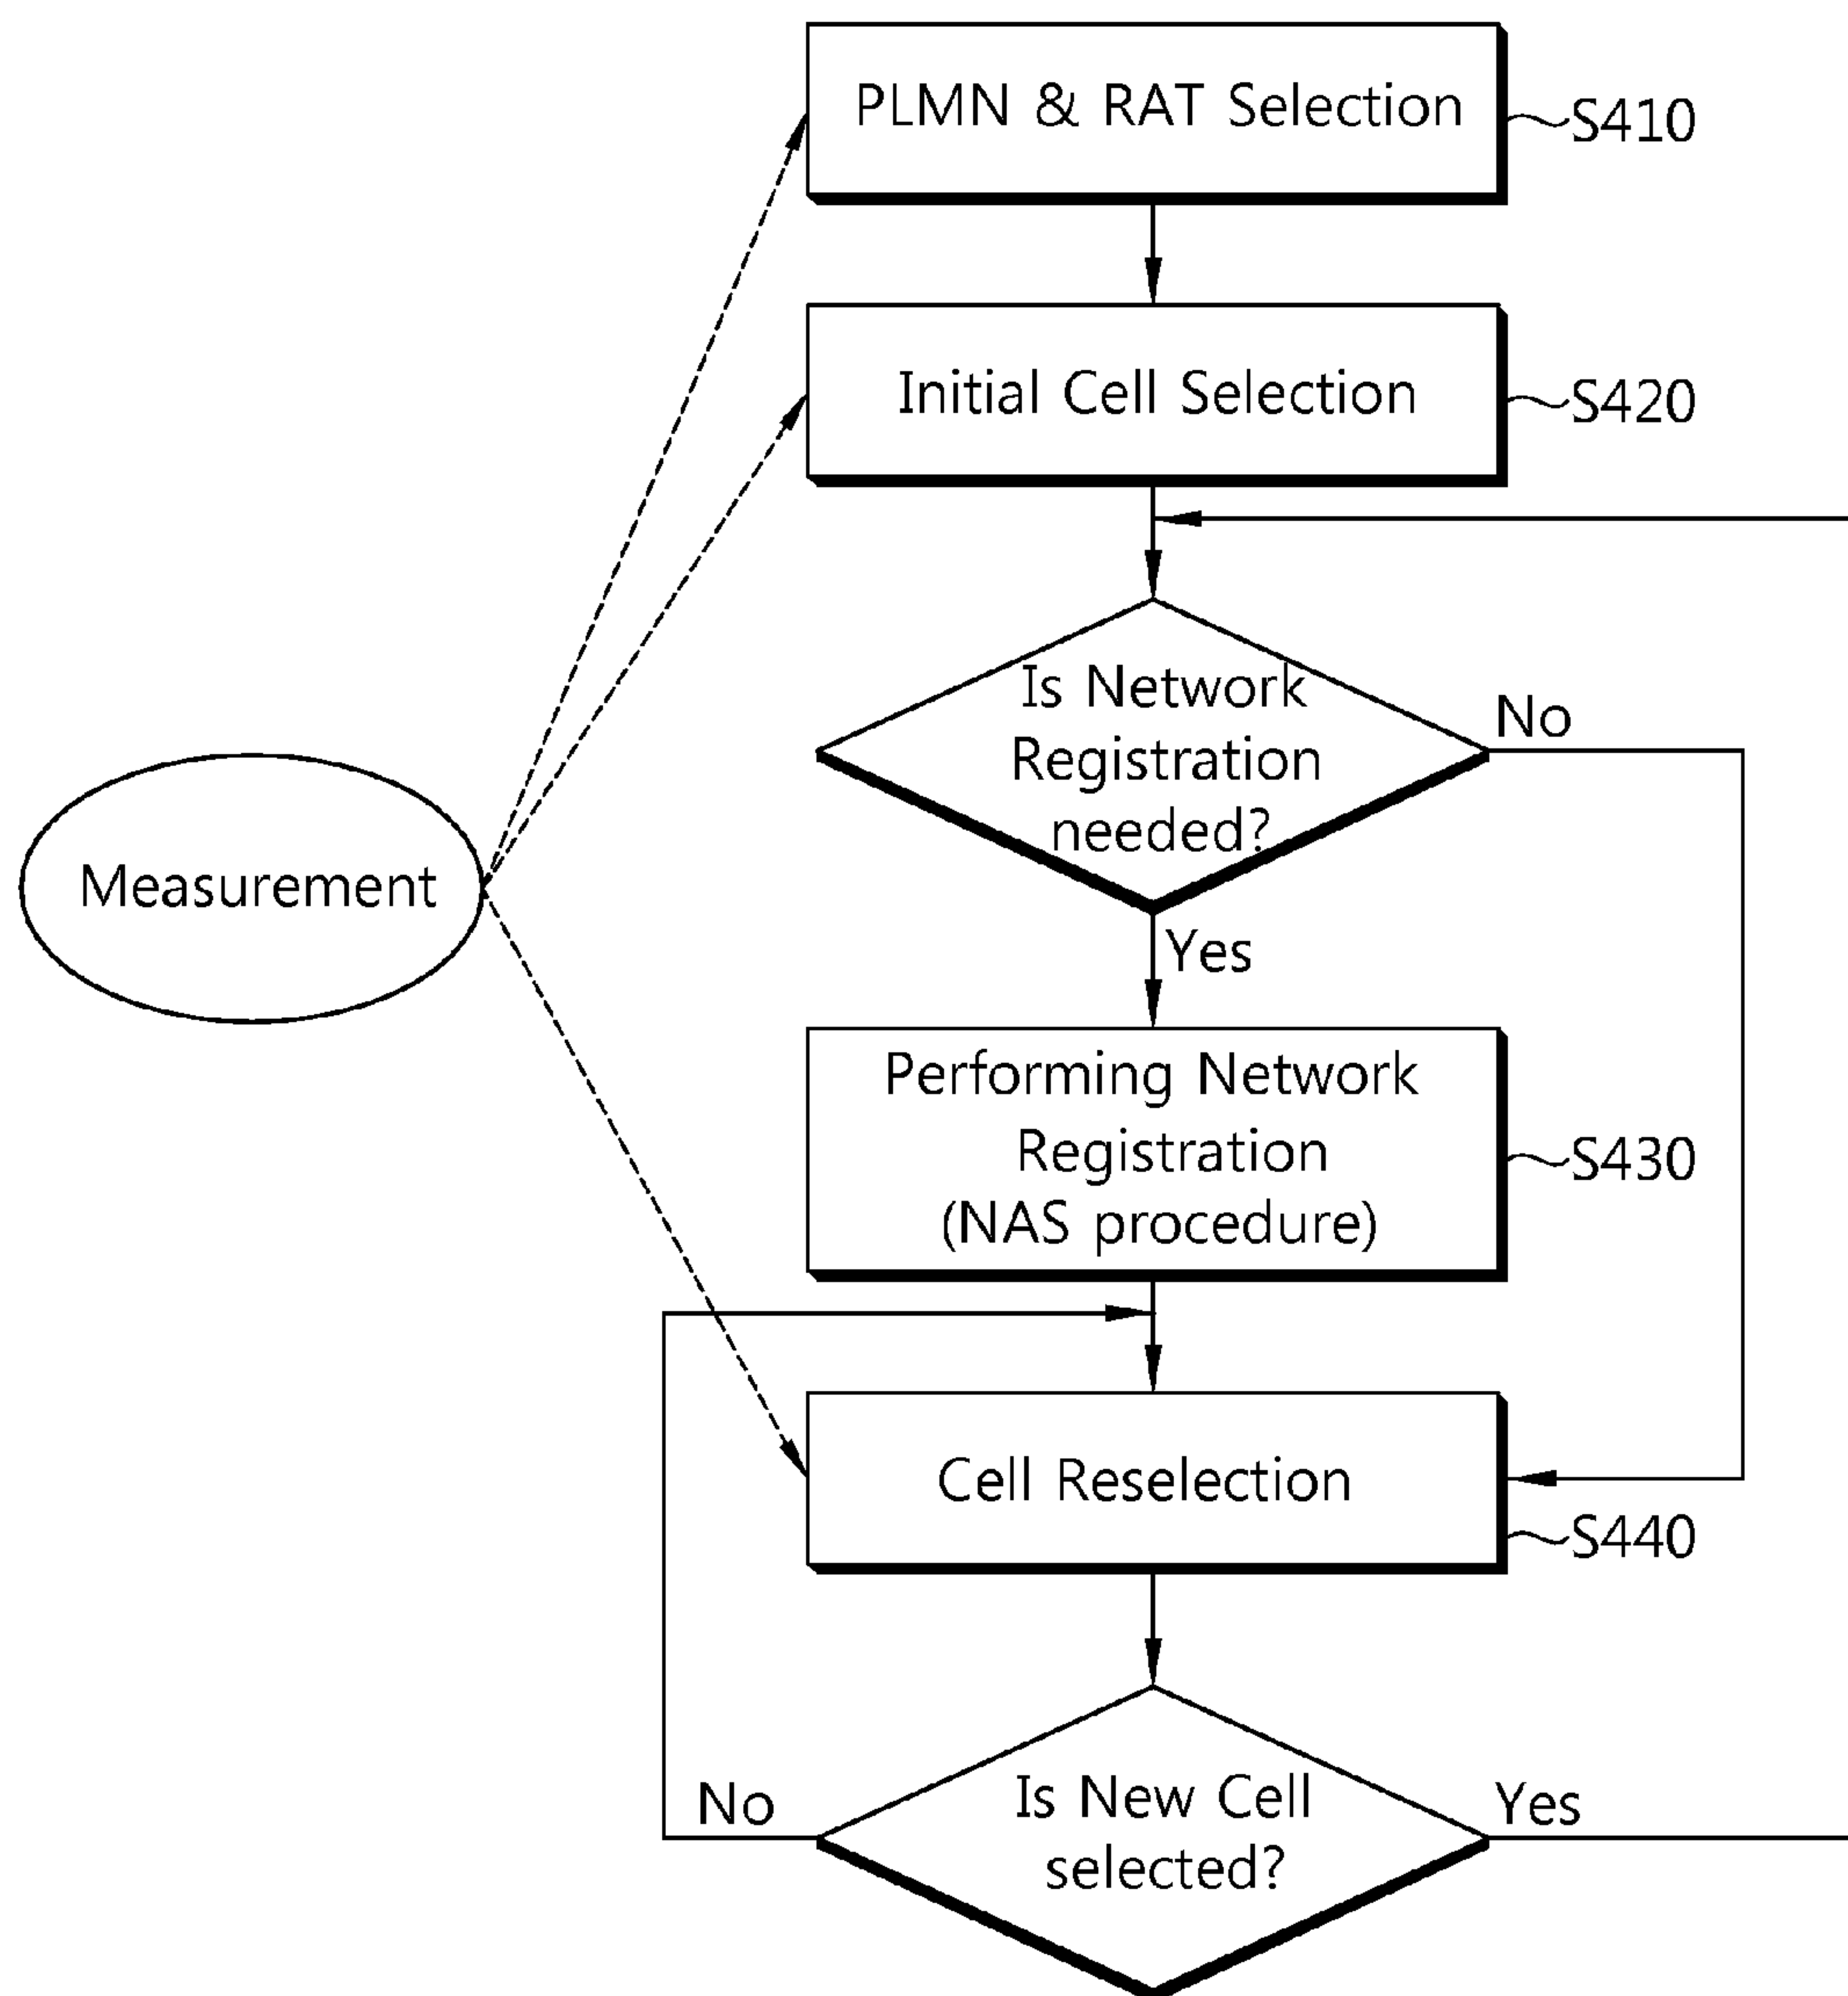 PLMN & RAT Selection
S410
Initial Cell Selection
S420
Is Network
Registration
needed?
No
Yes
Measurement
Performing Network
Registration
(NAS procedure)
S430
Cell Reselection
S440
Is New Cell
selected?
No
Yes